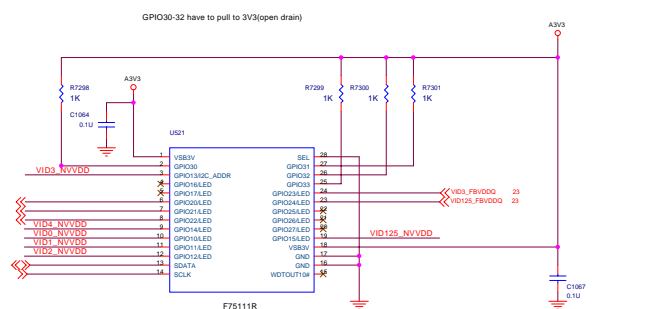 GPIO30-32 have to pull to 3V3(open drain)
A3V3
R7298
1K
A3V3
C1064
0.1U
R7299
1K
R7300
1K
R7301
1K
U521
1 VSB3V
2 GPIO30
VID3_NVVDD 3 GPIO13/I2C_ADDR
4 GPIO16/LED
5 GPIO17/LED
6 GPIO20/LED
7 GPIO21/LED
8 GPIO22/LED
VID4_NVVDD 9 GPIO14/LED
VID0_NVVDD 10 GPIO10/LED
VID1_NVVDD 11 GPIO11/LED
VID2_NVVDD 12 GPIO12/LED
13 SDATA
14 SCLK
SEL 28
GPIO31 27
GPIO32 26
GPIO33 25
GPIO23/LED 24 VID3_FBVDDQ 23
GPIO24/LED 23 VID125_FBVDDQ 23
GPIO25/LED 22
GPIO26/LED 21
GPIO27/LED 20
GPIO15/LED 19 VID125_NVVDD
VSB3V 18
GND 17
GND 16
WDTOUT10# 15
F75111R
C1067
0.1U